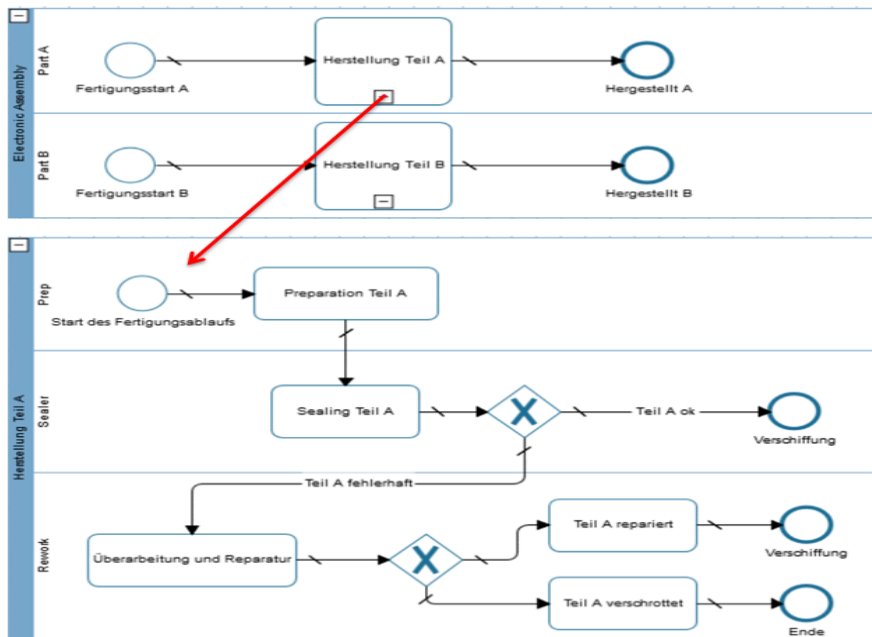 Electronic Assembly
Part A
Fertigungsstart A
Herstellung Teil A
Hergestellt A
Part B
Fertigungsstart B
Herstellung Teil B
Hergestellt B
Herstellung Teil A
Prep
Start des Fertigungsablaufs
Preparation Teil A
Sealer
Sealing Teil A
X
Teil A ok
Verschiffung
Teil A fehlerhaft
Rework
Überarbeitung und Reparatur
X
Teil A repariert
Verschiffung
Teil A verschrottet
Ende